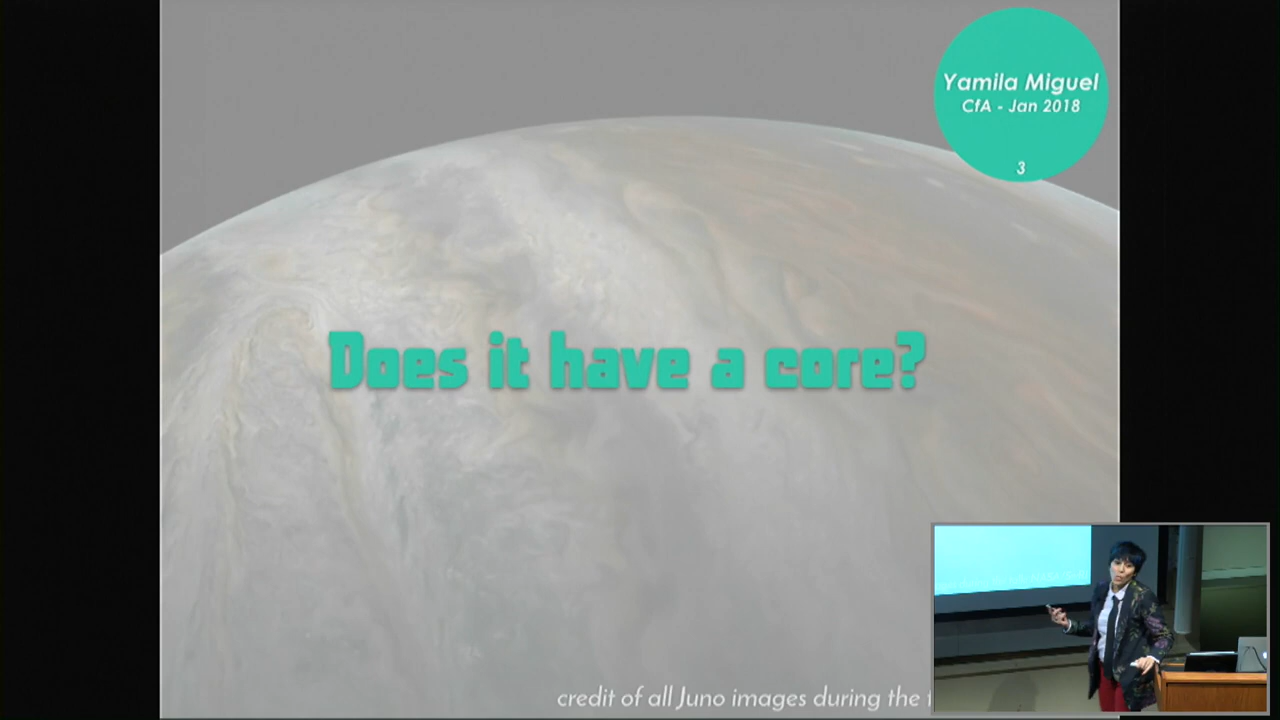 Yamila Miguel
CfA - Jan 2018
3
Does it have a core?
credit of all Juno images during the